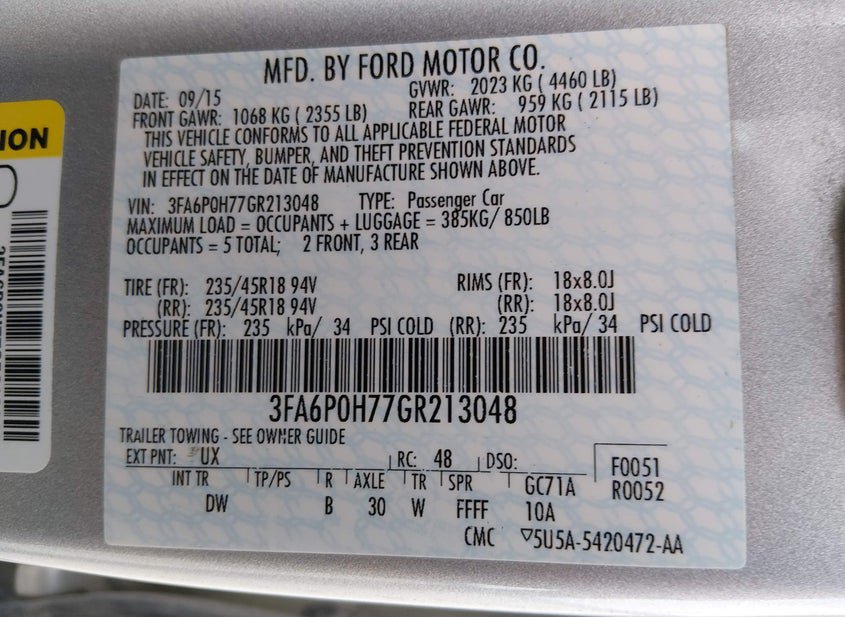 MFD. BY FORD MOTOR CO.
DATE: 09/15 GVWR: 2023 KG ( 4460 LB)
FRONT GAWR: 1068 KG ( 2355 LB) REAR GAWR: 959 KG ( 2115 LB)
THIS VEHICLE CONFORMS TO ALL APPLICABLE FEDERAL MOTOR
VEHICLE SAFETY, BUMPER, AND THEFT PREVENTION STANDARDS
IN EFFECT ON THE DATE OF MANUFACTURE SHOWN ABOVE.
VIN: 3FA6P0H77GR213048 TYPE: Passenger Car
MAXIMUM LOAD = OCCUPANTS + LUGGAGE = 385KG/ 850LB
OCCUPANTS = 5 TOTAL; 2 FRONT, 3 REAR
TIRE (FR): 235/45R18 94V RIMS (FR): 18x8.0J
(RR): 235/45R18 94V (RR): 18x8.0J
PRESSURE (FR): 235 kPa/ 34 PSI COLD (RR): 235 kPa/ 34 PSI COLD
3FA6P0H77GR213048
TRAILER TOWING - SEE OWNER GUIDE
EXT PNT: UX RC: 48 DSO: F0051
INT TR TP/PS R AXLE TR SPR GC71A R0052
DW B 30 W FFFF 10A
CMC ▽5U5A-5420472-AA
ION